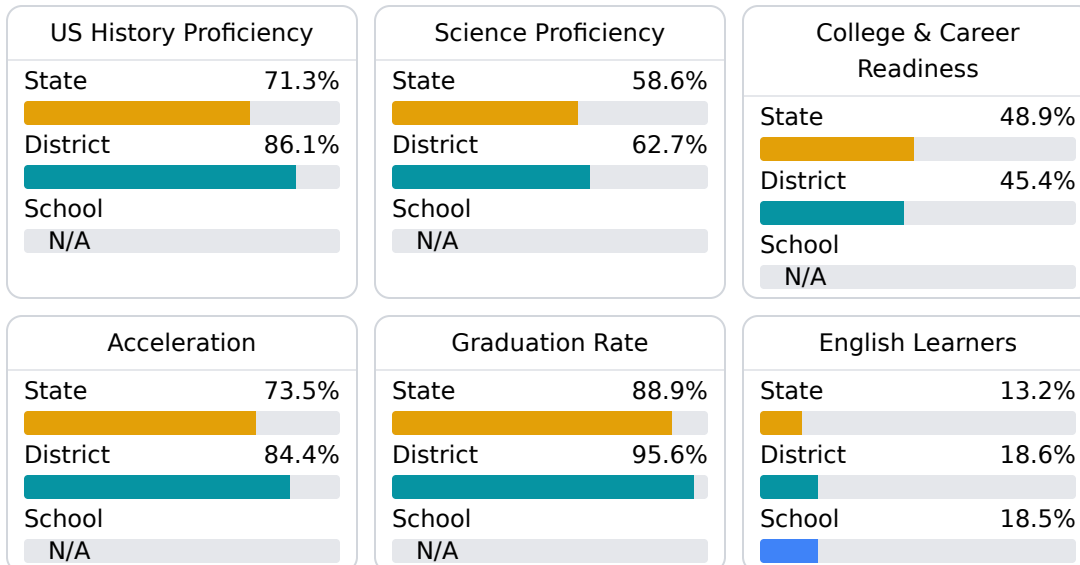 US History Proficiency
State 71.3%
District 86.1%
School
N/A
Science Proficiency
State 58.6%
District 62.7%
School
N/A
College & Career
Readiness
State 48.9%
District 45.4%
School
N/A
Acceleration
State 73.5%
District 84.4%
School
N/A
Graduation Rate
State 88.9%
District 95.6%
School
N/A
English Learners
State 13.2%
District 18.6%
School 18.5%